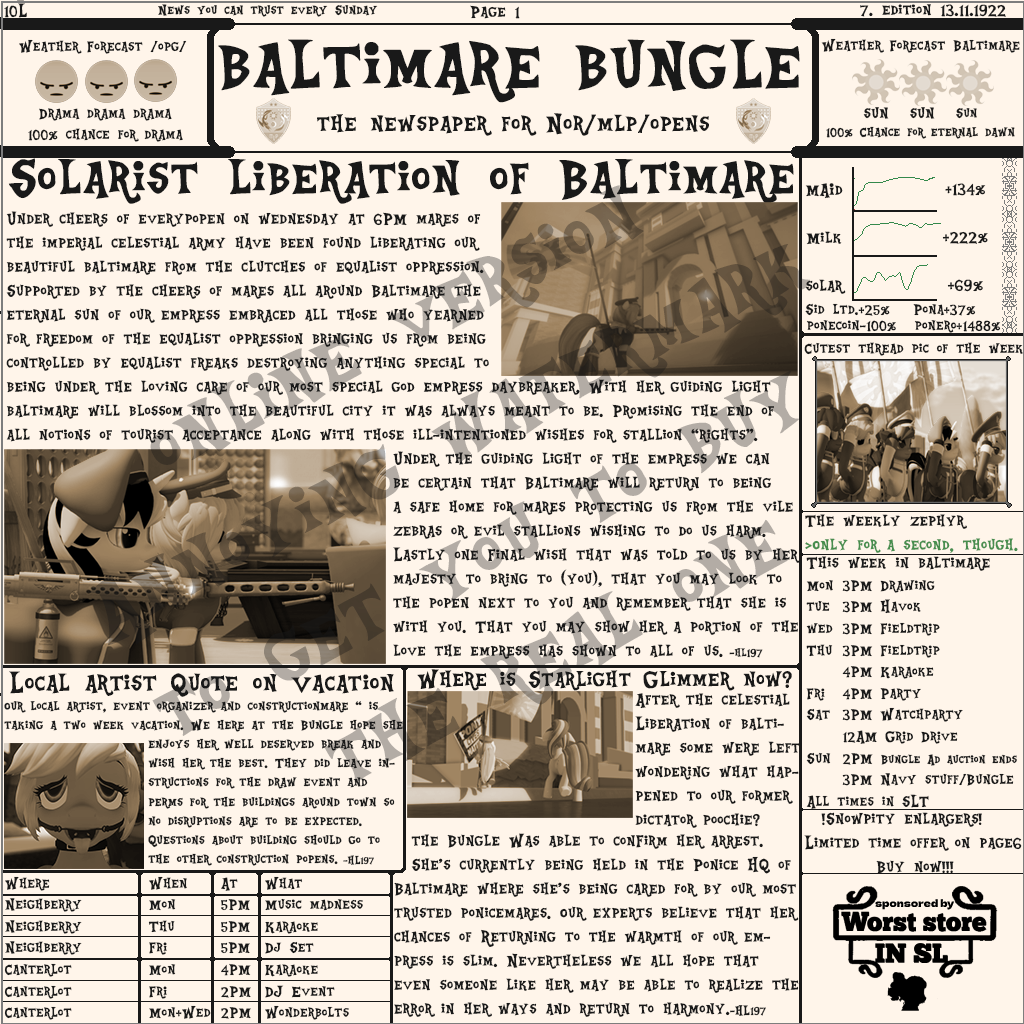 10L
News you can trust every Sunday
Page 1
7. Edition 13.11.1922
Weather Forecast /opg/
Drama Drama Drama
100% chance for drama
Baltimare Bungle
The newspaper for Nor/mlp/opens
Weather Forecast Baltimare
Sun Sun Sun
100% chance for eternal dawn
Solarist Liberation of Baltimare
Under cheers of everypopen on Wednesday at 6pm mares of
the imperial celestial army have been found liberating our
beautiful Baltimare from the clutches of equalist oppression.
Supported by the cheers of mares all around Baltimare the
eternal sun of our empress embraced all those who yearned
for freedom of the equalist oppression bringing us from being
controlled by equalist freaks destroying anything special to
being under the loving care of our most special god empress Daybreaker. With her guiding light
Baltimare will blossom into the beautiful city it was always meant to be. Promising the end of
all notions of tourist acceptance along with those ill-intentioned wishes for stallion “rights”.
Under the guiding light of the empress we can
be certain that Baltimare will return to being
a safe home for mares protecting us from the vile
zebras or evil stallions wishing to do us harm.
Lastly one final wish that was told to us by her
majesty to bring to (you), that you may look to
the popen next to you and remember that she is
with you. That you may show her a portion of the
love the empress has shown to all of us. -HL197
ONLINE VERSION
ANNOYING WATERMARK
TO GET YOU TO BUY
THE REAL ONE
Maid +134%
Milk +222%
Solar +69%
Sid Ltd.+25% Pona+37%
Ponecoin-100% Ponero+1488%
Cutest thread pic of the week
The weekly Zephyr
>only for a second, though.
This week in Baltimare
Mon 3pm Drawing
Tue 3pm Havok
Wed 3pm Fieldtrip
Thu 3pm Fieldtrip
4pm Karaoke
Fri 4pm Party
Sat 3pm Watchparty
12am Grid Drive
Sun 2pm Bungle ad auction ends
3pm Navy stuff/Bungle
All times in SLT
!Snowpity enlargers!
Limited time offer on page6
Buy now!!!
sponsored by
Worst store
IN SL
Local artist Quote on Vacation
Our local artist, event organizer and constructionmare “ is
taking a two week vacation. We here at the Bungle hope she
enjoys her well deserved break and
wish her the best. They did leave in-
structions for the draw event and
perms for the buildings around town so
no disruptions are to be expected.
Questions about building should go to
the other construction popens. -HL197
Where is Starlight Glimmer now?
After the celestial
liberation of Balti-
mare some were left
wondering what hap-
pened to our former
dictator poochie?
The Bungle was able to confirm her arrest.
She's currently being held in the Ponice HQ of
Baltimare where she's being cared for by our most
trusted ponicemares. Our experts believe that her
chances of returning to the warmth of our em-
press is slim. Nevertheless we all hope that
even someone like her may be able to realize the
error in her ways and return to harmony.-HL197
Where When At What
Neighberry Mon 5pm Music Madness
Neighberry Thu 5pm Karaoke
Neighberry Fri 5pm DJ Set
Canterlot Mon 4pm Karaoke
Canterlot Fri 2pm DJ Event
Canterlot Mon+Wed 2pm Wonderbolts